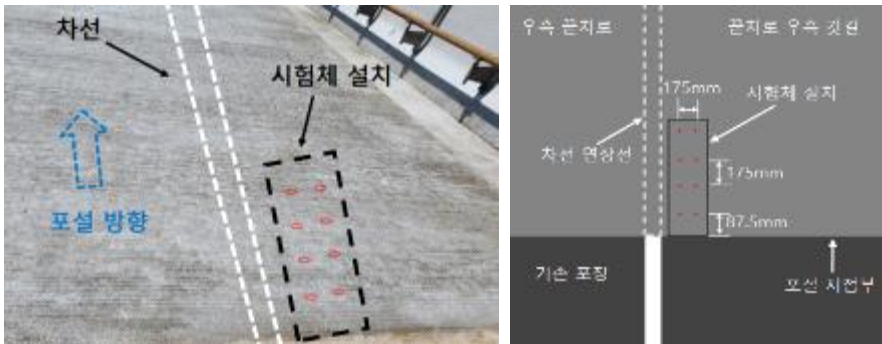 차선
시험체 설치
포설 방향
우측 끝차로
끝차로 우측 갓길
175mm
시험체 설치
차선 연장선
175mm
87.5mm
기존 포장
포설 시점부